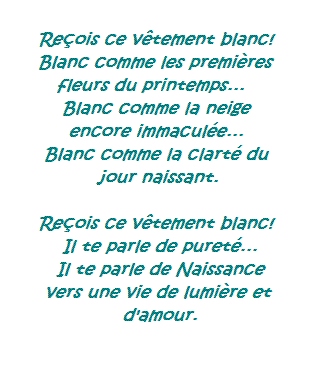 Reçois ce vêtement blanc!
Blanc comme les premières
fleurs du printemps...
Blanc comme la neige
encore immaculée...
Blanc comme la clarté du
jour naissant.
Reçois ce vêtement blanc!
Il te parle de pureté...
Il te parle de Naissance
vers une vie de lumière et
d'amour.